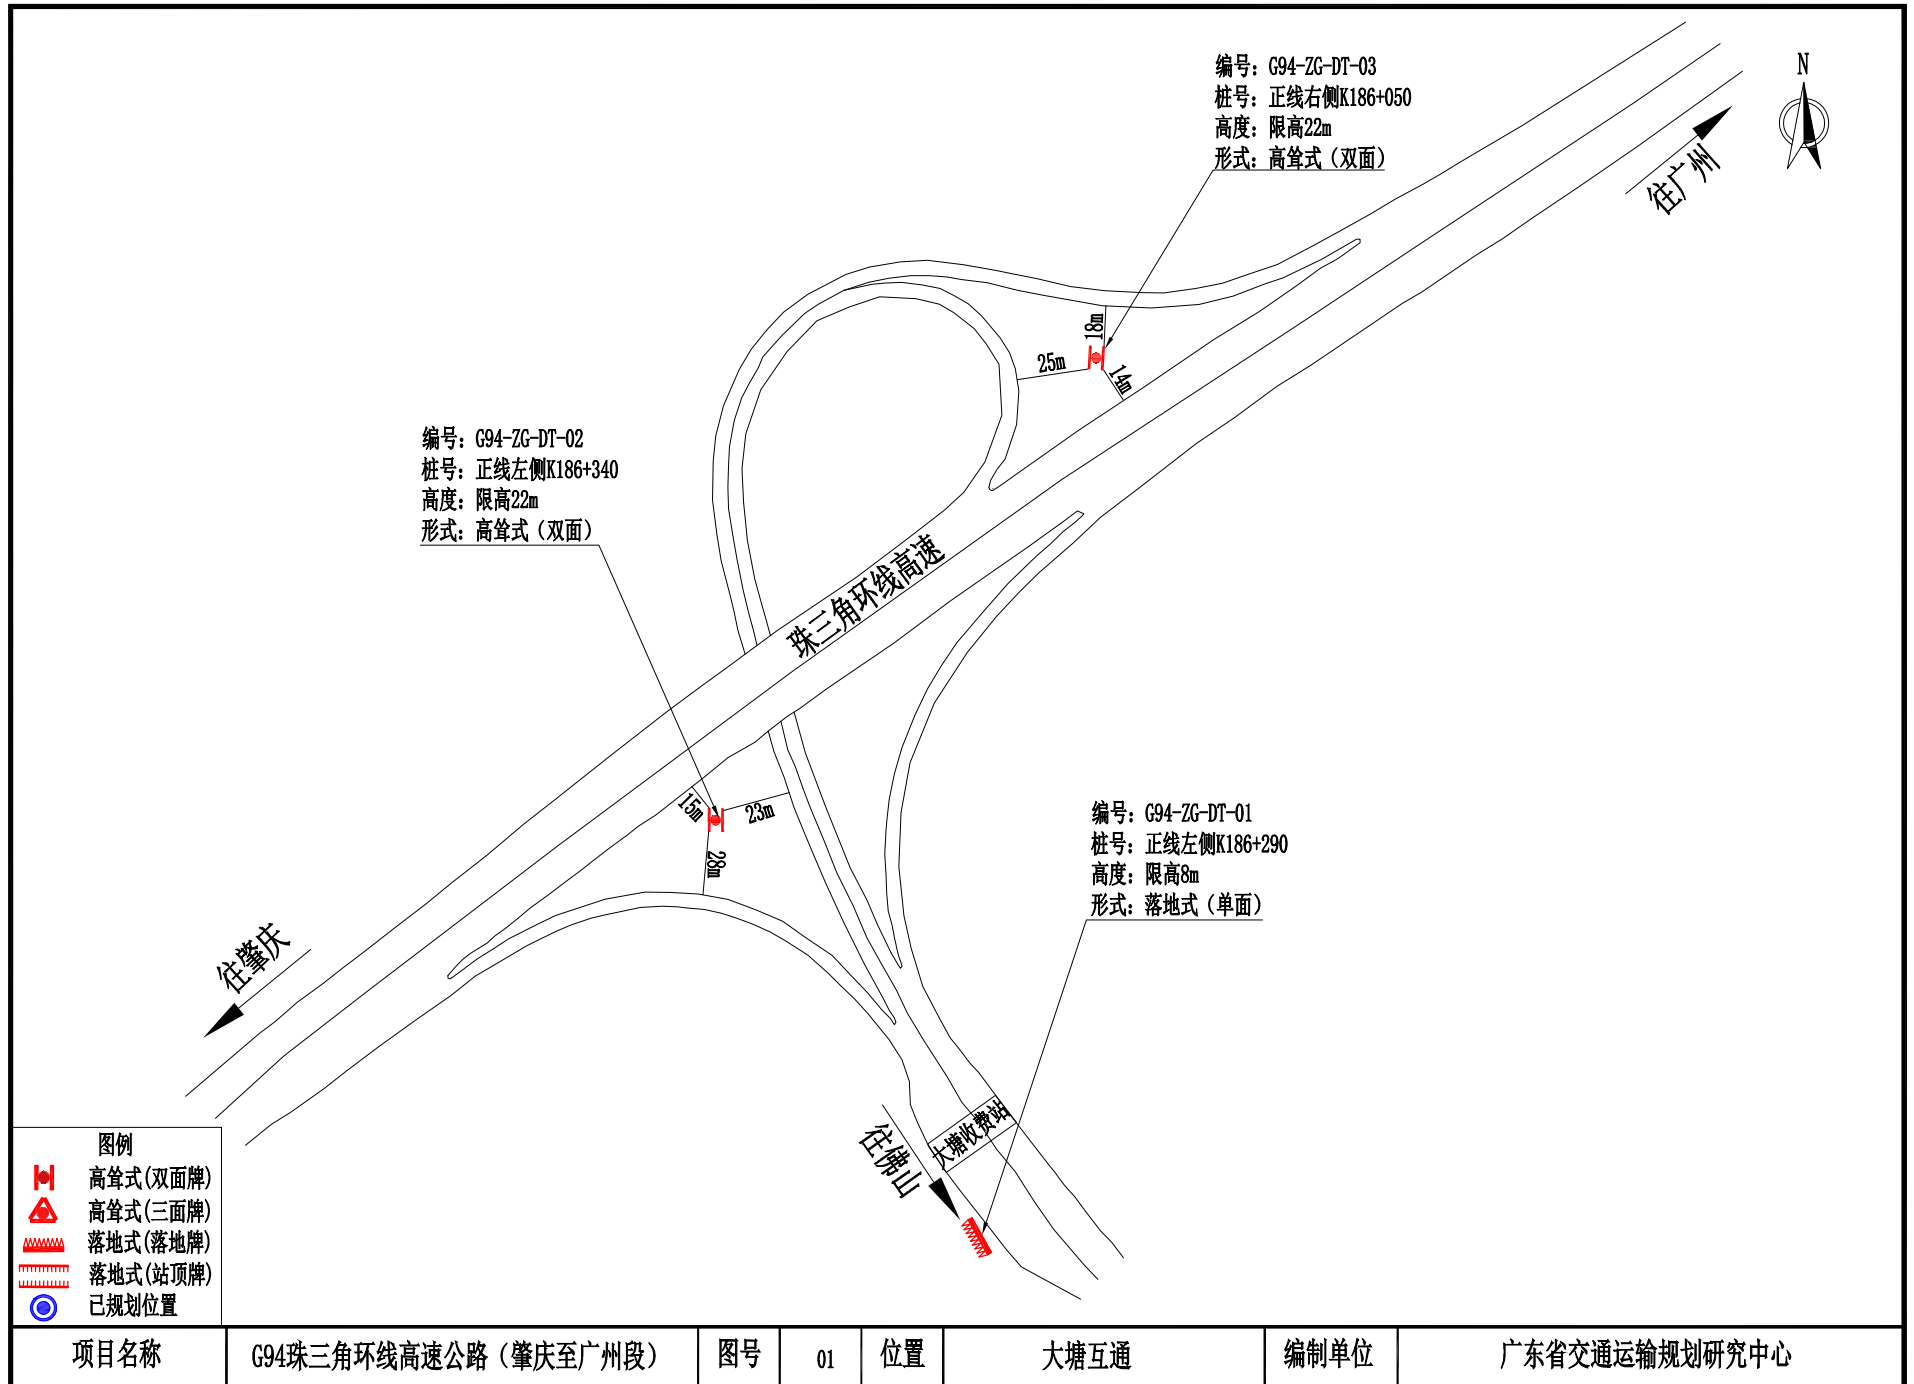 编号：G94-ZG-DT-03
桩号：正线右侧K186+050
高度：限高22m
形式：高耸式（双面）
N
往广州
18m
25m
14m
编号：G94-ZG-DT-02
桩号：正线左侧K186+340
高度：限高22m
形式：高耸式（双面）
珠三角环线高速
15m
23m
28m
编号：G94-ZG-DT-01
桩号：正线左侧K186+290
高度：限高8m
形式：落地式（单面）
往肇庆
大塘收费站
往佛山
图例
高耸式(双面牌)
高耸式(三面牌)
落地式(落地牌)
落地式(站顶牌)
已规划位置
项目名称
G94珠三角环线高速公路（肇庆至广州段）
图号
01
位置
大塘互通
编制单位
广东省交通运输规划研究中心